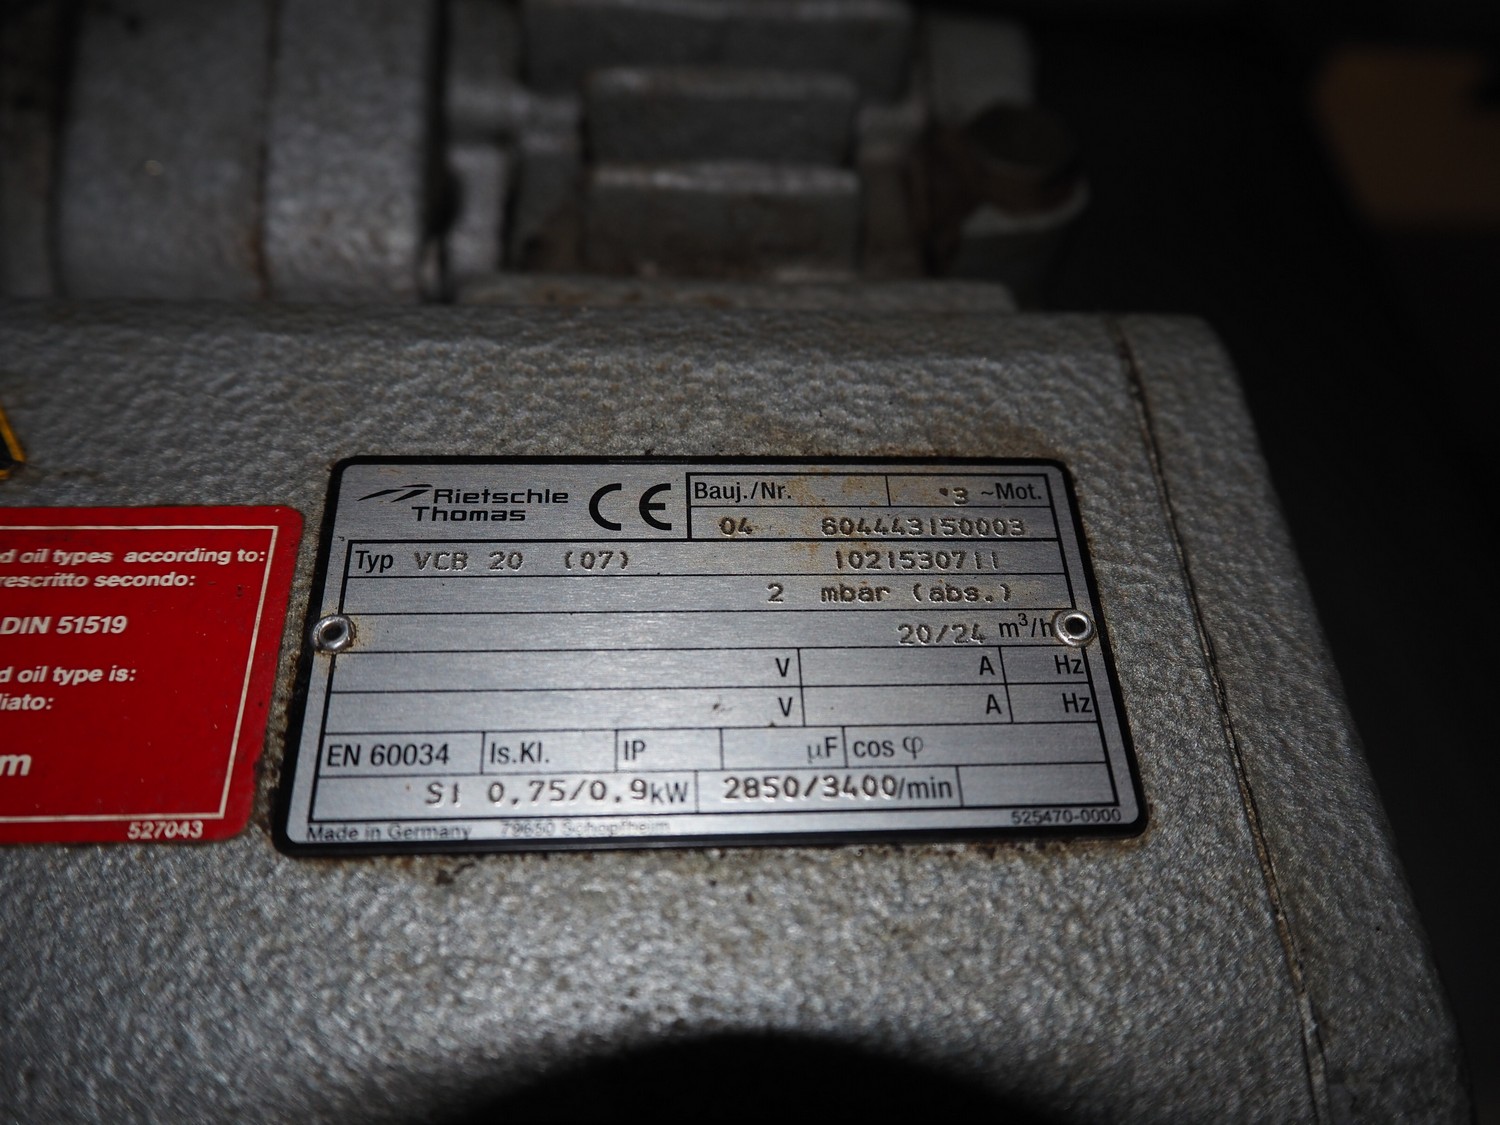 Rietschle
Thomas
CE
Bauj./Nr. 3 ~Mot.
04 604443150003
Typ VCB 20 (07) 1021530711
2 mbar (abs.)
20/24 m³/h
V A Hz
V A Hz
EN 60034 Is.Kl. IP µF cos φ
S1 0,75/0,9kW 2850/3400/min
Made in Germany 79650 Schopfheim 525470-0000
d oil types according to:
rescritto secondo:
DIN 51519
d oil type is:
liato:
m
527043